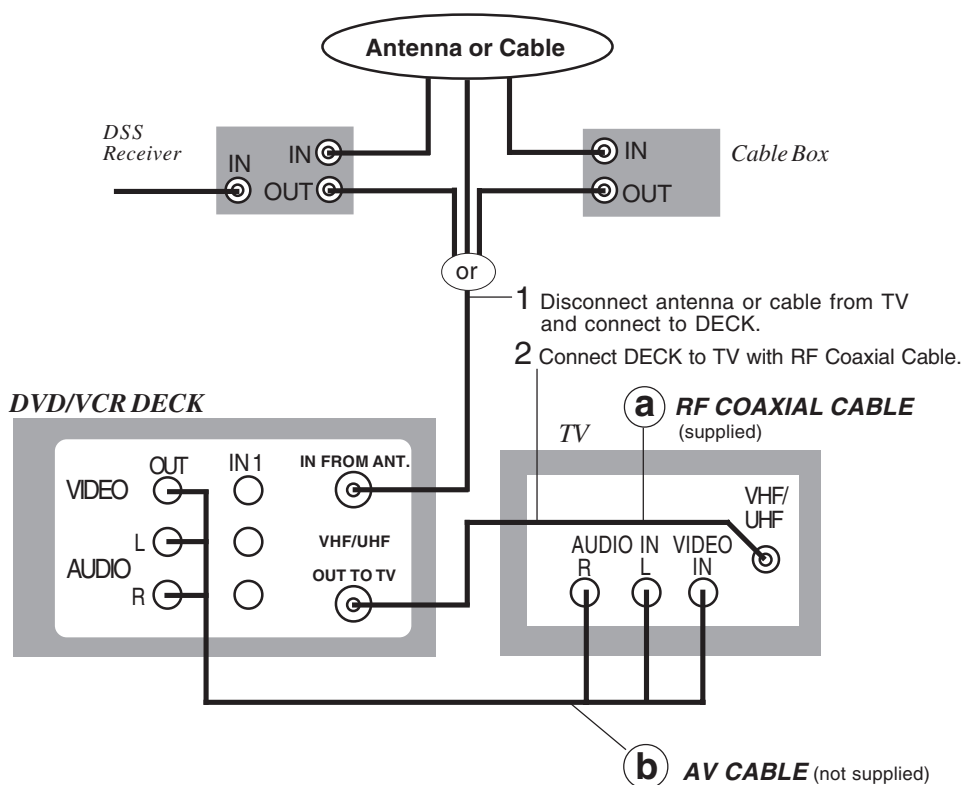 Antenna or Cable
DSS
Receiver
IN
IN
OUT
IN
OUT
Cable Box
or
1 Disconnect antenna or cable from TV
and connect to DECK.
2 Connect DECK to TV with RF Coaxial Cable.
DVD/VCR DECK
VIDEO
OUT
IN 1
IN FROM ANT.
L
AUDIO
R
VHF/UHF
OUT TO TV
a RF COAXIAL CABLE
(supplied)
TV
VHF/
UHF
AUDIO IN
R
L
VIDEO
IN
b AV CABLE (not supplied)